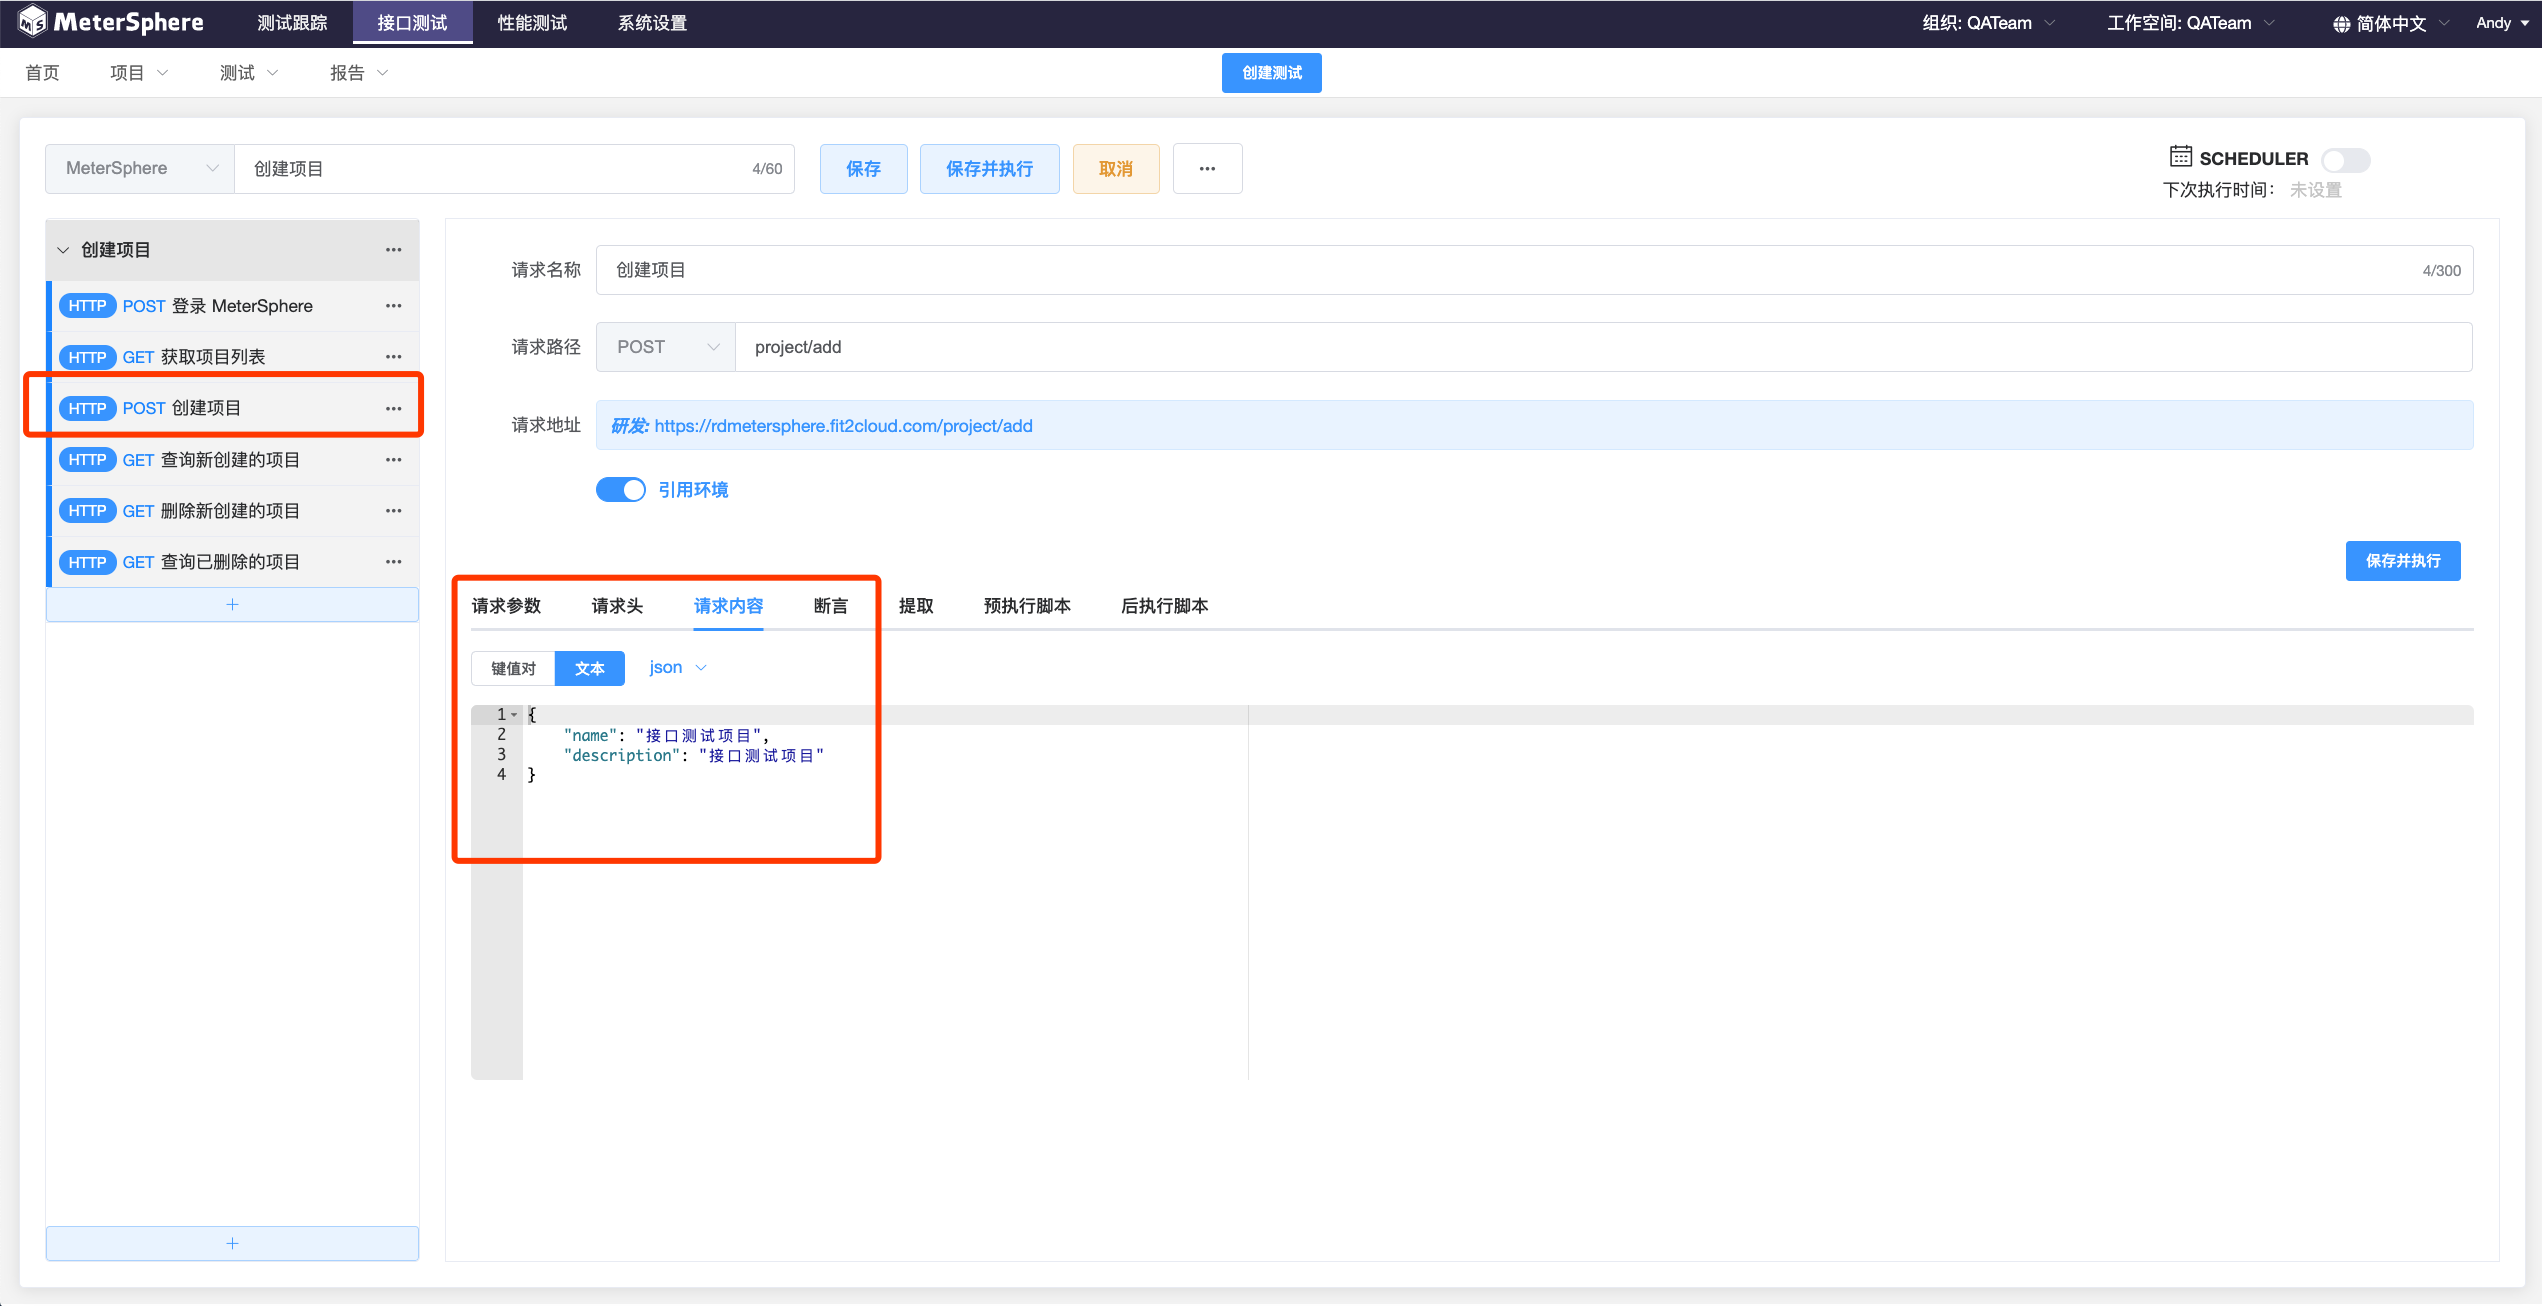 MeterSphere 测试跟踪 接口测试 性能测试 系统设置 组织: QATeam 工作空间: QATeam 简体中文 Andy
首页 项目 测试 报告 创建测试
MeterSphere 创建项目 4/60 保存 保存并执行 取消 ... SCHEDULER
下次执行时间： 未设置
创建项目 ...
HTTP POST 登录 MeterSphere ...
HTTP GET 获取项目列表 ...
HTTP POST 创建项目 ...
HTTP GET 查询新创建的项目 ...
HTTP GET 删除新创建的项目 ...
HTTP GET 查询已删除的项目 ...
+
+
请求名称 创建项目 4/300
请求路径 POST project/add
请求地址 研发: https://rdmetersphere.fit2cloud.com/project/add
引用环境
保存并执行
请求参数 请求头 请求内容 断言 提取 预执行脚本 后执行脚本
键值对 文本 json
1 {
2 "name": "接口测试项目",
3 "description": "接口测试项目"
4 }